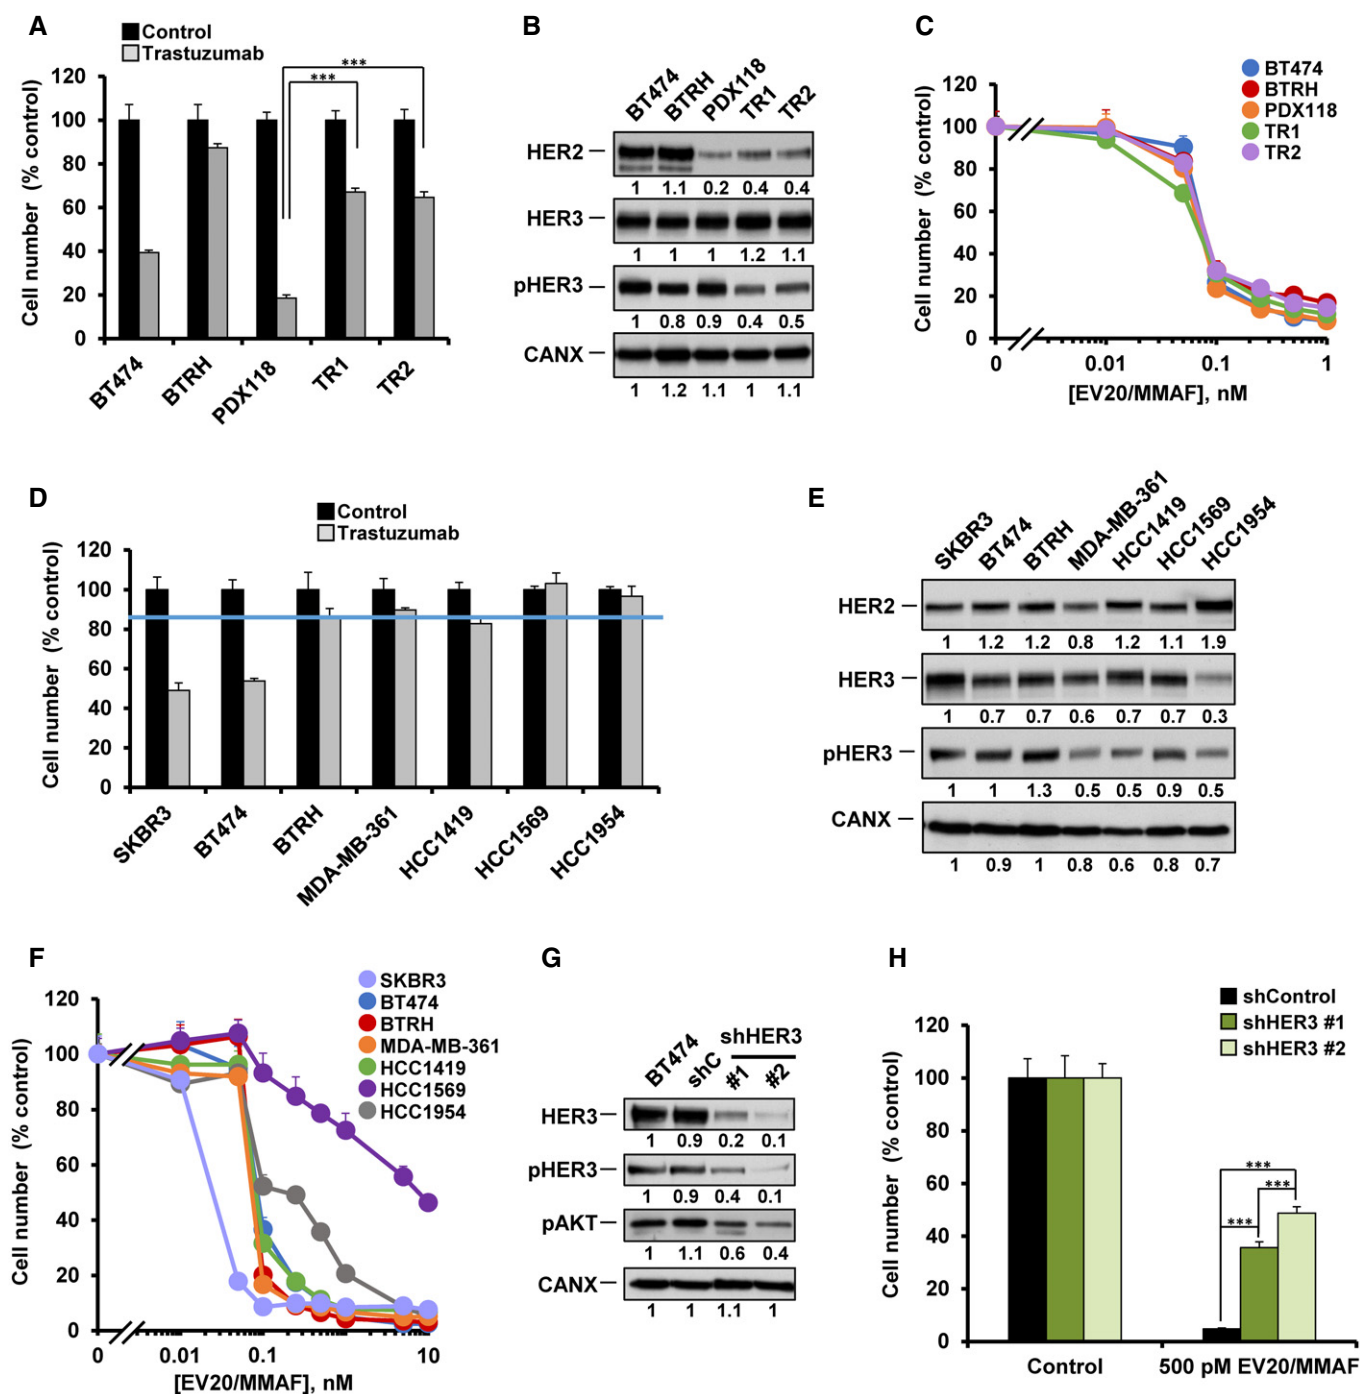 A
Control
Trastuzumab
***
***
Cell number (% control)
120
100
80
60
40
20
0
BT474
BTRH
PDX118
TR1
TR2
B
BT474
BTRH
PDX118
TR1
TR2
HER2
1 1.1 0.2 0.4 0.4
HER3
1 1 1 1.2 1.1
pHER3
1 0.8 0.9 0.4 0.5
CANX
1 1.2 1.1 1 1.1
C
BT474
BTRH
PDX118
TR1
TR2
Cell number (% control)
120
100
80
60
40
20
0
0 0.01 0.1 1
[EV20/MMAF], nM
D
Control
Trastuzumab
Cell number (% control)
120
100
80
60
40
20
0
SKBR3
BT474
BTRH
MDA-MB-361
HCC1419
HCC1569
HCC1954
E
SKBR3
BT474
BTRH
MDA-MB-361
HCC1419
HCC1569
HCC1954
HER2
1 1.2 1.2 0.8 1.2 1.1 1.9
HER3
1 0.7 0.7 0.6 0.7 0.7 0.3
pHER3
1 1 1.3 0.5 0.5 0.9 0.5
CANX
1 0.9 1 0.8 0.6 0.8 0.7
F
SKBR3
BT474
BTRH
MDA-MB-361
HCC1419
HCC1569
HCC1954
Cell number (% control)
120
100
80
60
40
20
0
0 0.01 0.1 1 10
[EV20/MMAF], nM
G
shHER3
BT474
shC
#1
#2
HER3
1 0.9 0.2 0.1
pHER3
1 0.9 0.4 0.1
pAKT
1 1.1 0.6 0.4
CANX
1 1 1.1 1
H
shControl
shHER3 #1
shHER3 #2
Cell number (% control)
120
100
80
60
40
20
0
***
***
***
Control
500 pM EV20/MMAF